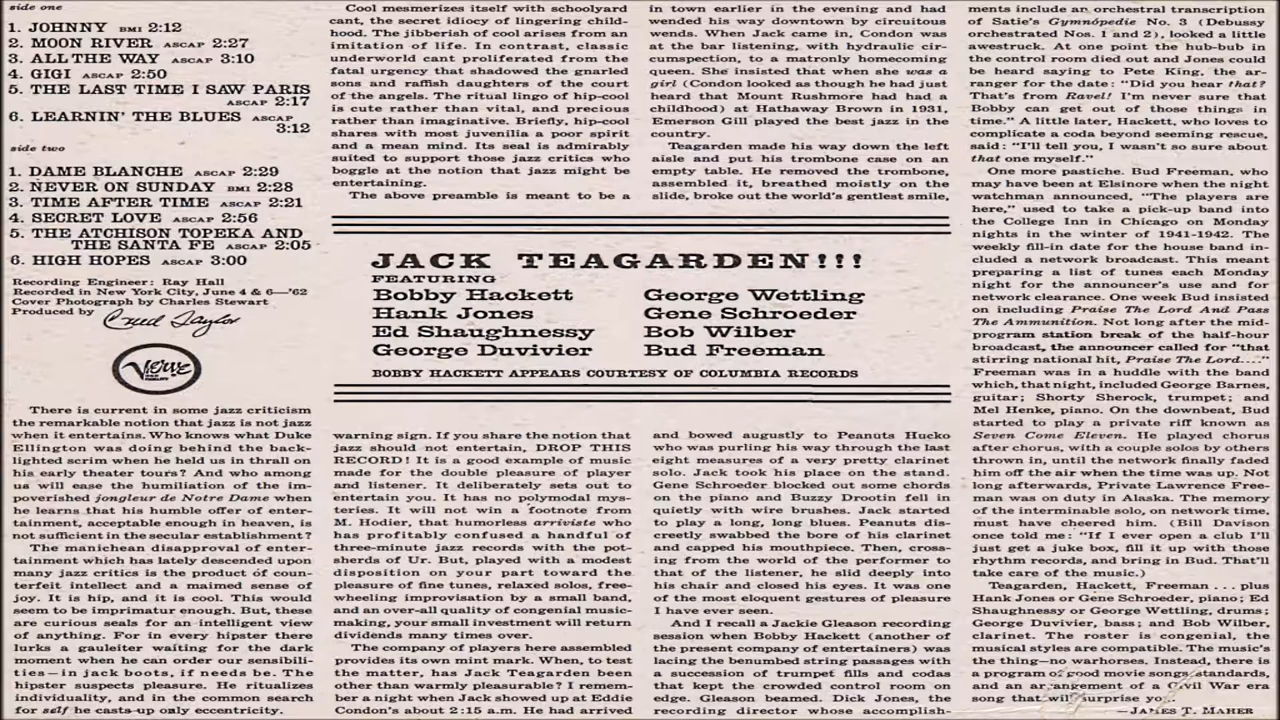 side one
1. JOHNNY BMI 2:12
2. MOON RIVER ASCAP 2:27
3. ALL THE WAY ASCAP 3:10
4. GIGI ASCAP 2:50
5. THE LAST TIME I SAW PARIS
ASCAP 2:17
6. LEARNIN' THE BLUES ASCAP
3:12
side two
1. DAME BLANCHE ASCAP 2:29
2. NEVER ON SUNDAY BMI 2:28
3. TIME AFTER TIME ASCAP 2:21
4. SECRET LOVE ASCAP 2:56
5. THE ATCHISON TOPEKA AND
THE SANTA FE ASCAP 2:05
6. HIGH HOPES ASCAP 3:00
Recording Engineer: Ray Hall
Recorded in New York City, June 4 & 6—'62
Cover Photograph by Charles Stewart
Produced by Creed Taylor
Verve
JACK TEAGARDEN!!!
FEATURING
Bobby Hackett
Hank Jones
Ed Shaughnessy
George Duvivier
George Wettling
Gene Schroeder
Bob Wilber
Bud Freeman
BOBBY HACKETT APPEARS COURTESY OF COLUMBIA RECORDS
There is current in some jazz criticism
the remarkable notion that jazz is not jazz
when it entertains. Who knows what Duke
Ellington was doing behind the back-
lighted scrim when he held us in thrall on
his early theater tours? And who among
us will ease the humiliation of the im-
poverished jongleur de Notre Dame when
he learns that his humble offer of enter-
tainment, acceptable enough in heaven, is
not sufficient in the secular establishment?
The manichean disapproval of enter-
tainment which has lately descended upon
many jazz critics is the product of coun-
terfeit intellect and a maimed sense of
joy. It is hip, and it is cool. This would
seem to be imprimatur enough. But, these
are curious seals for an intelligent view
of anything. For in every hipster there
lurks a gauleiter waiting for the dark
moment when he can order our sensibili-
ties—in jack boots, if needs be. The
hipster suspects pleasure. He ritualizes
individuality, and in the common search
for self he casts up only eccentricity.
Cool mesmerizes itself with schoolyard
cant, the secret idiocy of lingering child-
hood. The jibberish of cool arises from an
imitation of life. In contrast, classic
underworld cant proliferated from the
fatal urgency that shadowed the gnarled
sons and raffish daughters of the court
of the angels. The ritual lingo of hip-cool
is cute rather than vital, and precious
rather than imaginative. Briefly, hip-cool
shares with most juvenilia a poor spirit
and a mean mind. Its seal is admirably
suited to support those jazz critics who
boggle at the notion that jazz might be
entertaining.
The above preamble is meant to be a
warning sign. If you share the notion that
jazz should not entertain, DROP THIS
RECORD! It is a good example of music
made for the double pleasure of player
and listener. It deliberately sets out to
entertain you. It has no polymodal mys-
teries. It will not win a footnote from
M. Hodier, that humorless arriviste who
has profitably confused a handful of
three-minute jazz records with the pot-
sherds of Ur. But, played with a modest
disposition on your part toward the
pleasure of fine tunes, relaxed solos, free-
wheeling improvisation by a small band,
and an over-all quality of congenial music-
making, your small investment will return
dividends many times over.
The company of players here assembled
provides its own mint mark. When, to test
the matter, has Jack Teagarden been
other than warmly pleasurable? I remem-
ber a night when Jack showed up at Eddie
Condon's about 2:15 a.m. He had arrived
in town earlier in the evening and had
wended his way downtown by circuitous
wends. When Jack came in, Condon was
at the bar listening, with hydraulic cir-
cumspection, to a matronly homecoming
queen. She insisted that when she was a
girl (Condon looked as though he had just
heard that Mount Rushmore had had a
childhood) at Hathaway Brown in 1931,
Emerson Gill played the best jazz in the
country.
Teagarden made his way down the left
aisle and put his trombone case on an
empty table. He removed the trombone,
assembled it, breathed moistly on the
slide, broke out the world's gentlest smile,
and bowed augustly to Peanuts Hucko
who was purling his way through the last
eight measures of a very pretty clarinet
solo. Jack took his place on the stand.
Gene Schroeder blocked out some chords
on the piano and Buzzy Drootin fell in
quietly with wire brushes. Jack started
to play a long, long blues. Peanuts dis-
creetly swabbed the bore of his clarinet
and capped his mouthpiece. Then, cross-
ing from the world of the performer to
that of the listener, he slid deeply into
his chair and closed his eyes. It was one
of the most eloquent gestures of pleasure
I have ever seen.
And I recall a Jackie Gleason recording
session when Bobby Hackett (another of
the present company of entertainers) was
lacing the benumbed string passages with
a succession of trumpet fills and codas
that kept the crowded control room on
edge. Gleason beamed. Dick Jones, the
recording director whose accomplish-
ments include an orchestral transcription
of Satie's Gymnópedie No. 3 (Debussy
orchestrated Nos. 1 and 2), looked a little
awestruck. At one point the hub-bub in
the control room died out and Jones could
be heard saying to Pete King, the ar-
ranger for the date: "Did you hear that?
That's from Ravel! I'm never sure that
Bobby can get out of those things in
time." A little later, Hackett, who loves to
complicate a coda beyond seeming rescue,
said: "I'll tell you, I wasn't so sure about
that one myself."
One more pastiche. Bud Freeman, who
may have been at Elsinore when the night
watchman announced, "The players are
here," used to take a pick-up band into
the College Inn in Chicago on Monday
nights in the winter of 1941-1942. The
weekly fill-in date for the house band in-
cluded a network broadcast. This meant
preparing a list of tunes each Monday
night for the announcer's use and for
network clearance. One week Bud insisted
on including Praise The Lord And Pass
The Ammunition. Not long after the mid-
program station break of the half-hour
broadcast, the announcer called for "that
stirring national hit, Praise The Lord...."
Freeman was in a huddle with the band
which, that night, included George Barnes,
guitar; Shorty Sherock, trumpet; and
Mel Henke, piano. On the downbeat, Bud
started to play a private riff known as
Seven Come Eleven. He played chorus
after chorus, with a couple solos by others
thrown in, until the network finally faded
him off the air when the time was up. Not
long afterwards, Private Lawrence Free-
man was on duty in Alaska. The memory
of the interminable solo, on network time,
must have cheered him. (Bill Davison
once told me: "If I ever open a club I'll
just get a juke box, fill it up with those
rhythm records, and bring in Bud. That'll
take care of the music.)
Teagarden, Hackett, Freeman . . . plus
Hank Jones or Gene Schroeder, piano; Ed
Shaughnessy or George Wettling, drums;
George Duvivier, bass; and Bob Wilber,
clarinet. The roster is congenial, the
musical styles are compatible. The music's
the thing—no warhorses. Instead, there is
a program of good movie songs, standards,
and an arrangement of a Civil War era
song that will surprise
—JAMES T. MAHER